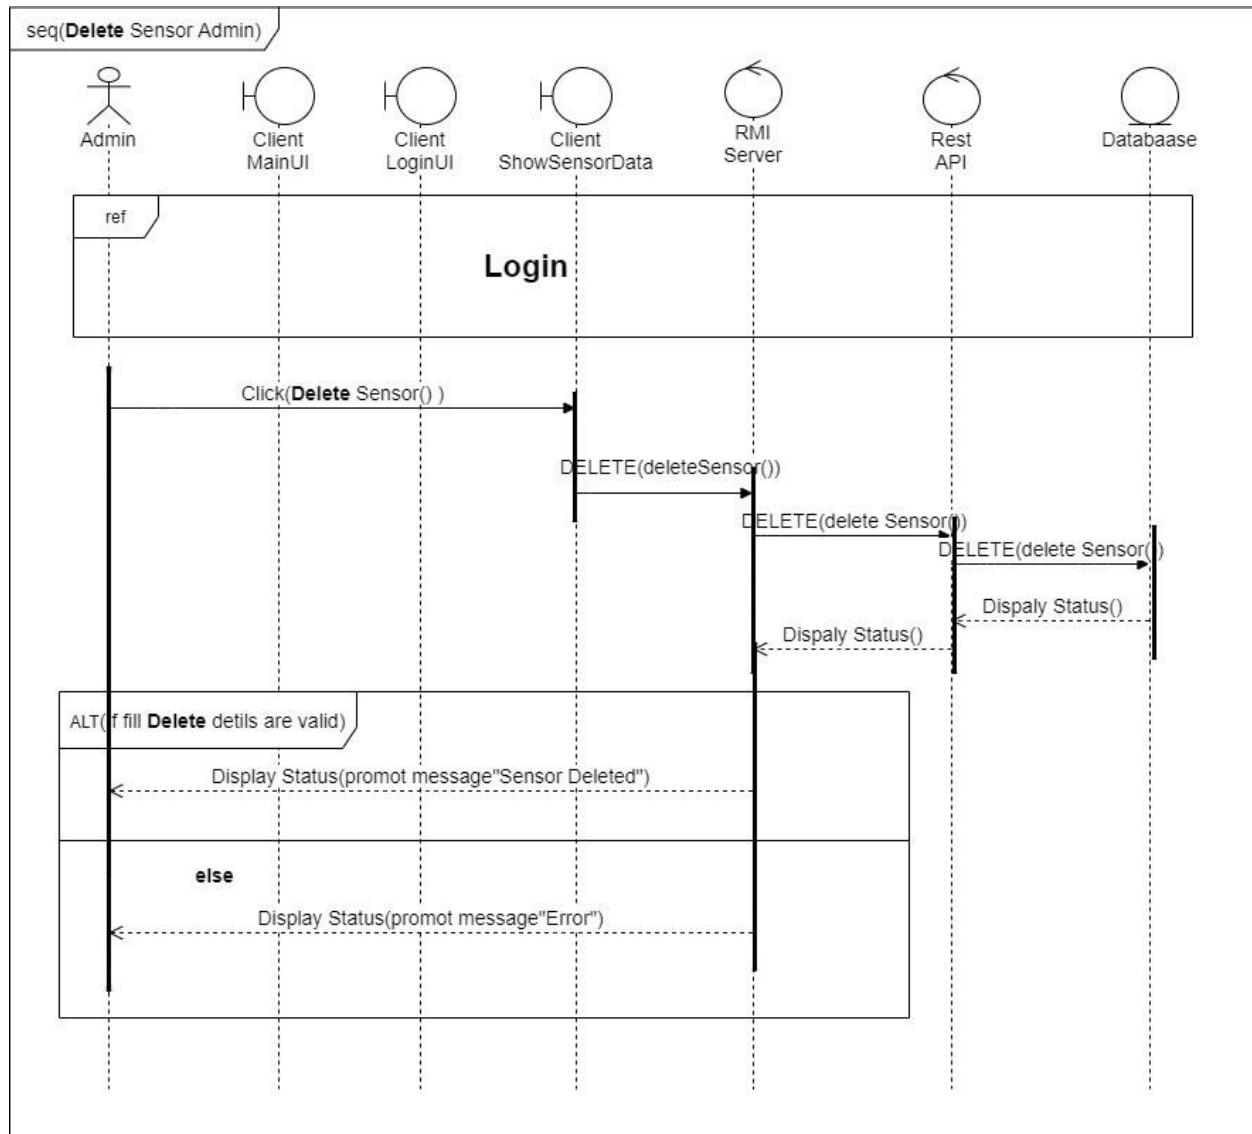 seq(Delete Sensor Admin)
Admin
Client
MainUI
Client
LoginUI
Client
ShowSensorData
RMI
Server
Rest
API
Databaase
ref
Login
Click(Delete Sensor() )
DELETE(deleteSensor())
DELETE(delete Sensor())
DELETE(delete Sensor())
Dispaly Status()
Dispaly Status()
ALT(if fill Delete detils are valid)
Display Status(promot message"Sensor Deleted")
else
Display Status(promot message"Error")